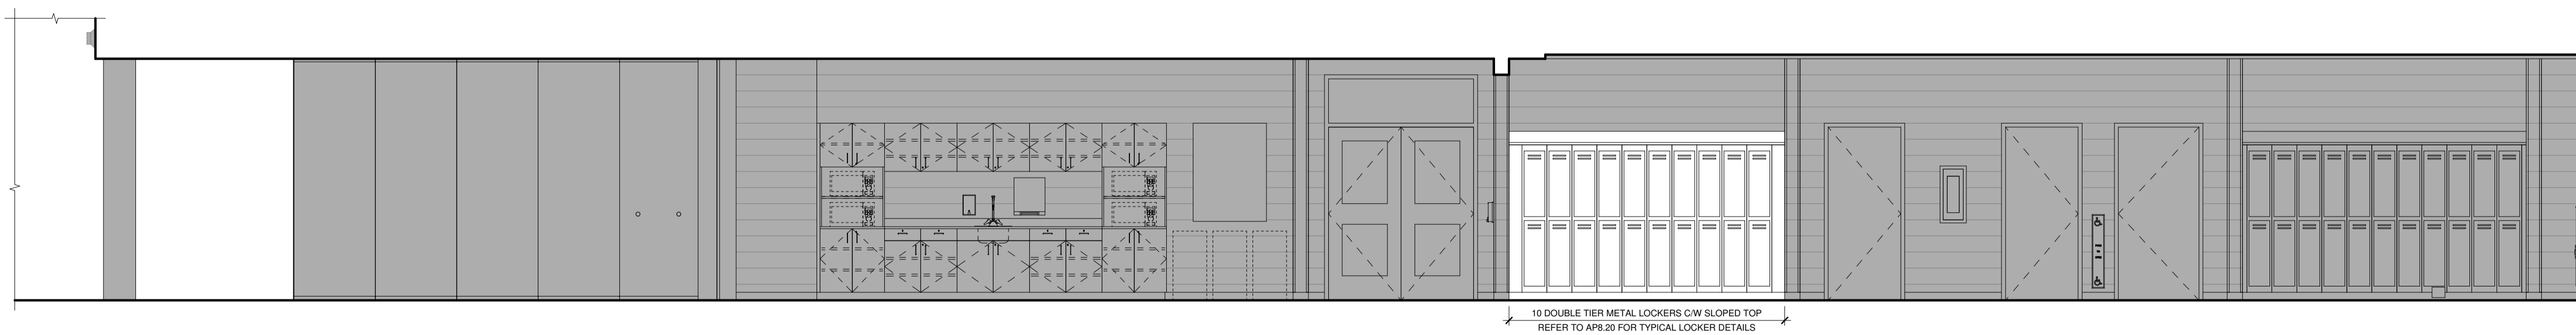 10 DOUBLE TIER METAL LOCKERS C/W SLOPED TOP
REFER TO AP8.20 FOR TYPICAL LOCKER DETAILS